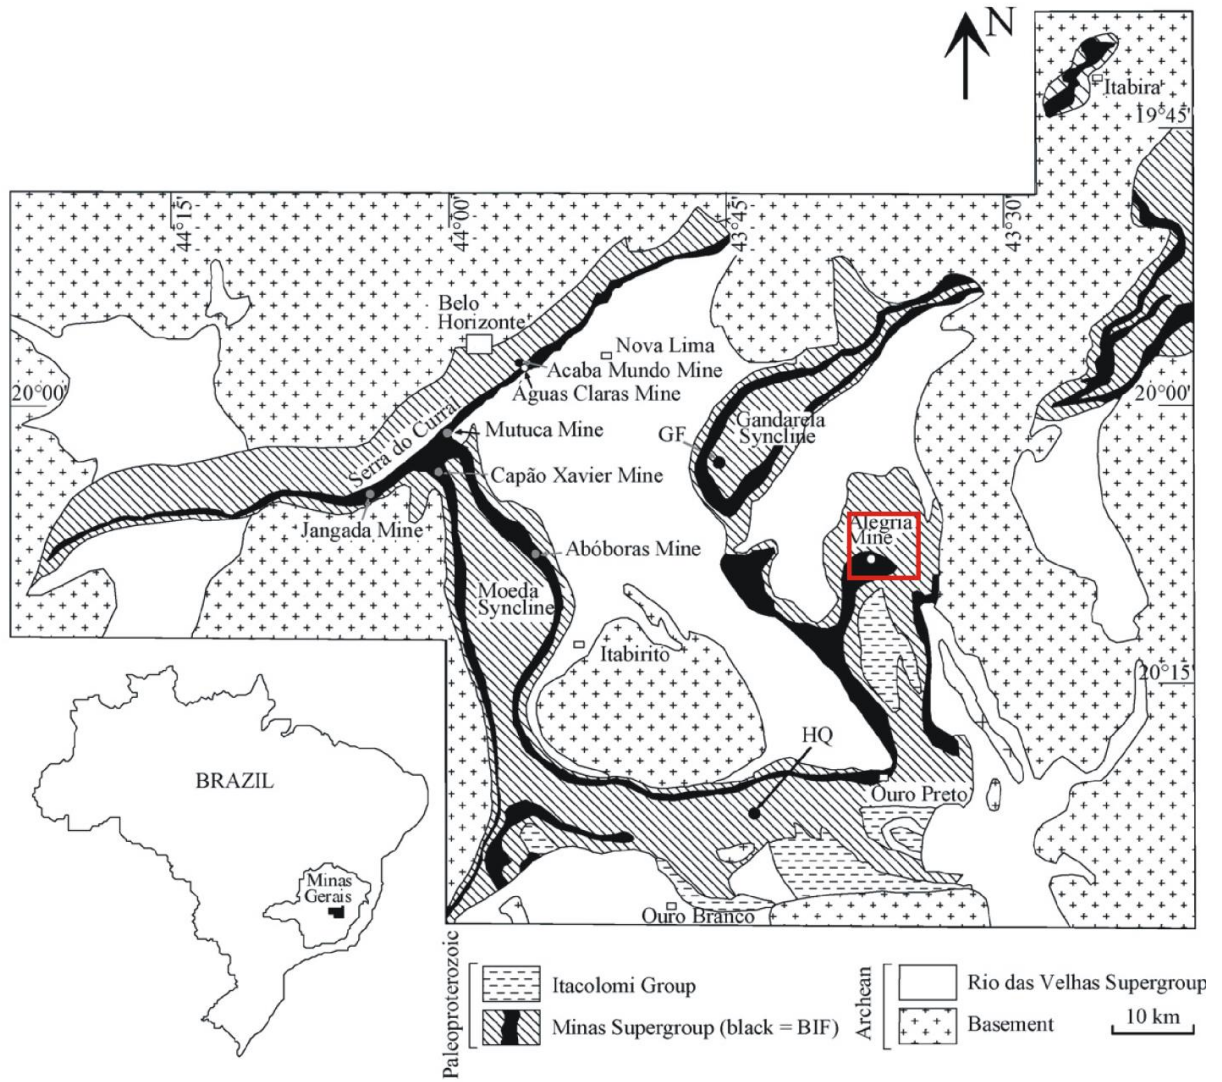 N
Itabira
19°45'
44°15'
44°00'
43°45'
43°30'
Belo
Horizonte
Nova Lima
Acaba Mundo Mine
Águas Claras Mine
20°00'
20°00'
Serra do Curral
Mutuca Mine
GF
Gandarela
Syncline
Capão Xavier Mine
Jangada Mine
Alegria
Mine
Abóboras Mine
Moeda
Syncline
Itabirito
20°15'
HQ
BRAZIL
Ouro Preto
Minas
Gerais
Ouro Branco
Paleoproterozoic
Itacolomi Group
Minas Supergroup (black = BIF)
Archean
Rio das Velhas Supergroup
Basement
10 km